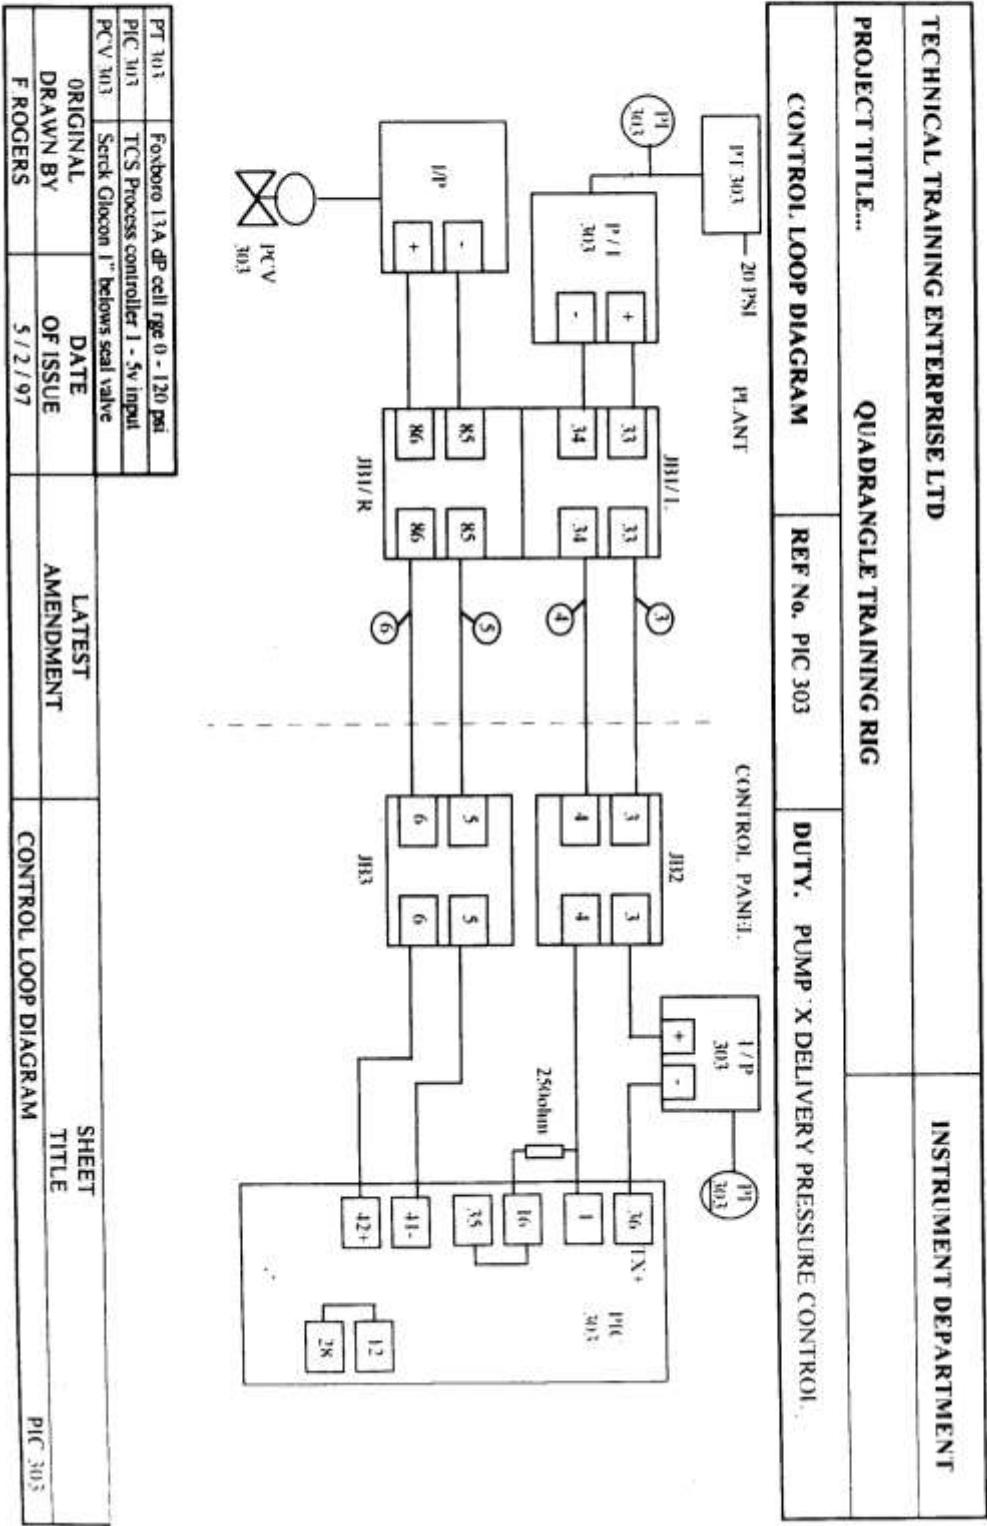 TECHNICAL TRAINING ENTERPRISE LTD
INSTRUMENT DEPARTMENT
PROJECT TITLE... QUADRANGLE TRAINING RIG
CONTROL LOOP DIAGRAM
REF No. PIC 303
DUTY. PUMP `X DELIVERY PRESSURE CONTROL
PT 303
20 PSI
PLANT
CONTROL PANEL
PI
303
P / I
303
+
-
JB1/ L
33
33
34
34
3
4
JB2
3
3
4
4
I / P
303
+
-
PI
303
250ohm
I/P
-
+
PCV
303
85
85
86
86
JB1/ R
5
6
5
5
6
6
JB3
36
TX+
1
16
35
41-
42+
PIC
303
12
28
PT 303 Foxboro 13A dP cell rge 0 - 120 psi
PIC 303 TCS Process controller 1 - 5v input
PCV 303 Serck Glocon 1" belows seal valve
ORIGINAL
DRAWN BY
DATE
OF ISSUE
LATEST
AMENDMENT
SHEET
TITLE
F ROGERS
5 / 2 / 97
CONTROL LOOP DIAGRAM
PIC 303